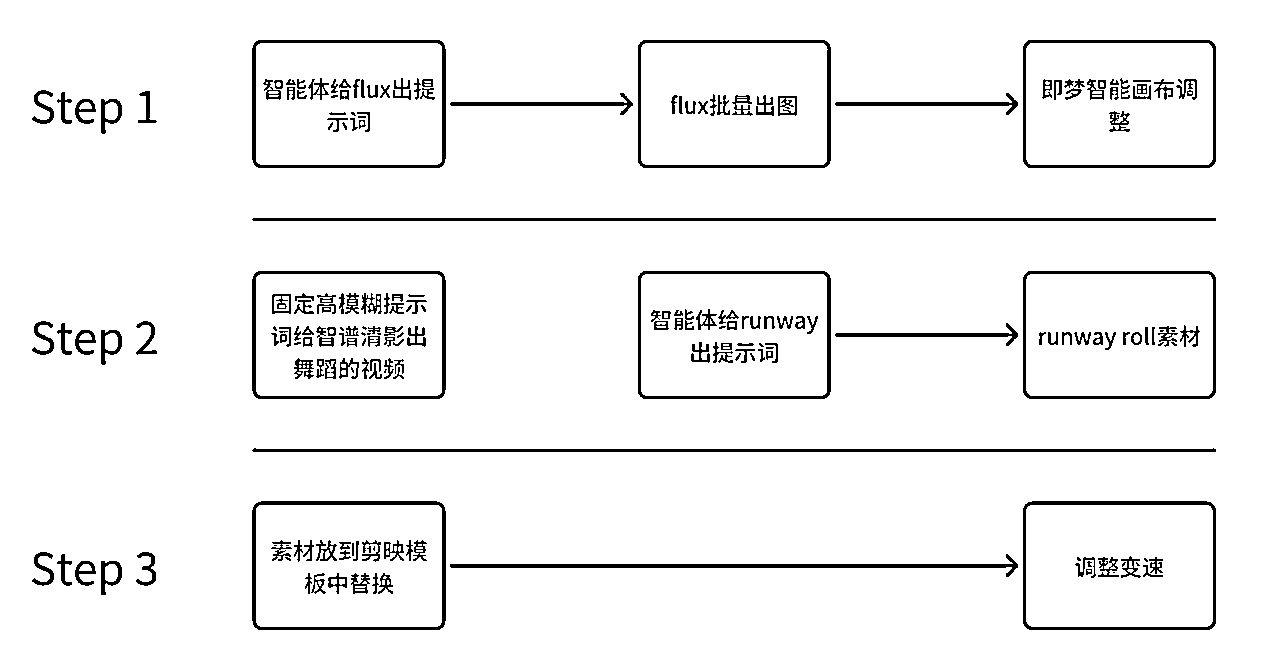 Step 1
智能体给flux出提
示词
flux批量出图
即梦智能画布调
整
Step 2
固定高模糊提示
词给智谱清影出
舞蹈的视频
智能体给runway
出提示词
runway roll素材
Step 3
素材放到剪映模
板中替换
调整变速